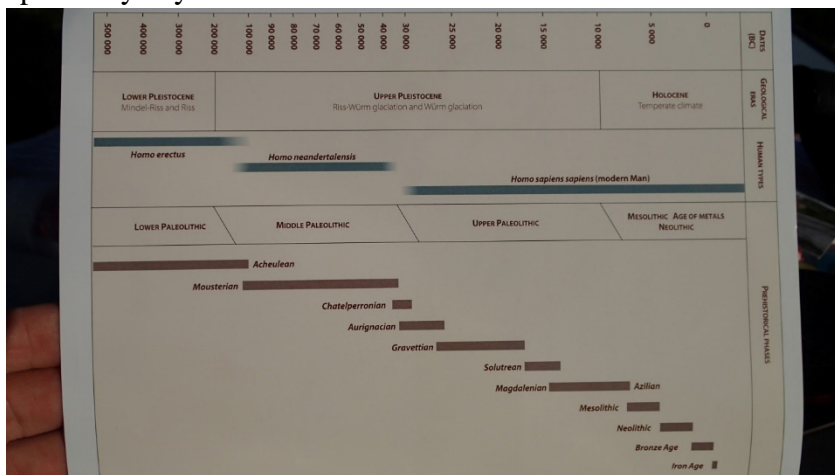 500 000
400 000
300 000
200 000
100 000
90 000
80 000
70 000
60 000
50 000
40 000
30 000
25 000
20 000
15 000
10 000
5 000
0
DATES
(BC)
LOWER PLEISTOCENE
Mindel-Riss and Riss
UPPER PLEISTOCENE
Riss-Würm glaciation and Würm glaciation
HOLOCENE
Temperate climate
GEOLOGICAL
ERAS
Homo erectus
Homo neandertalensis
Homo sapiens sapiens (modern Man)
HUMAN TYPES
LOWER PALEOLITHIC
MIDDLE PALEOLITHIC
UPPER PALEOLITHIC
MESOLITHIC AGE OF METALS
NEOLITHIC
Acheulean
Mousterian
Chatelperronian
Aurignacian
Gravettian
Solutrean
Magdalenian
Azilian
Mesolithic
Neolithic
Bronze Age
Iron Age
PREHISTORICAL PHASES